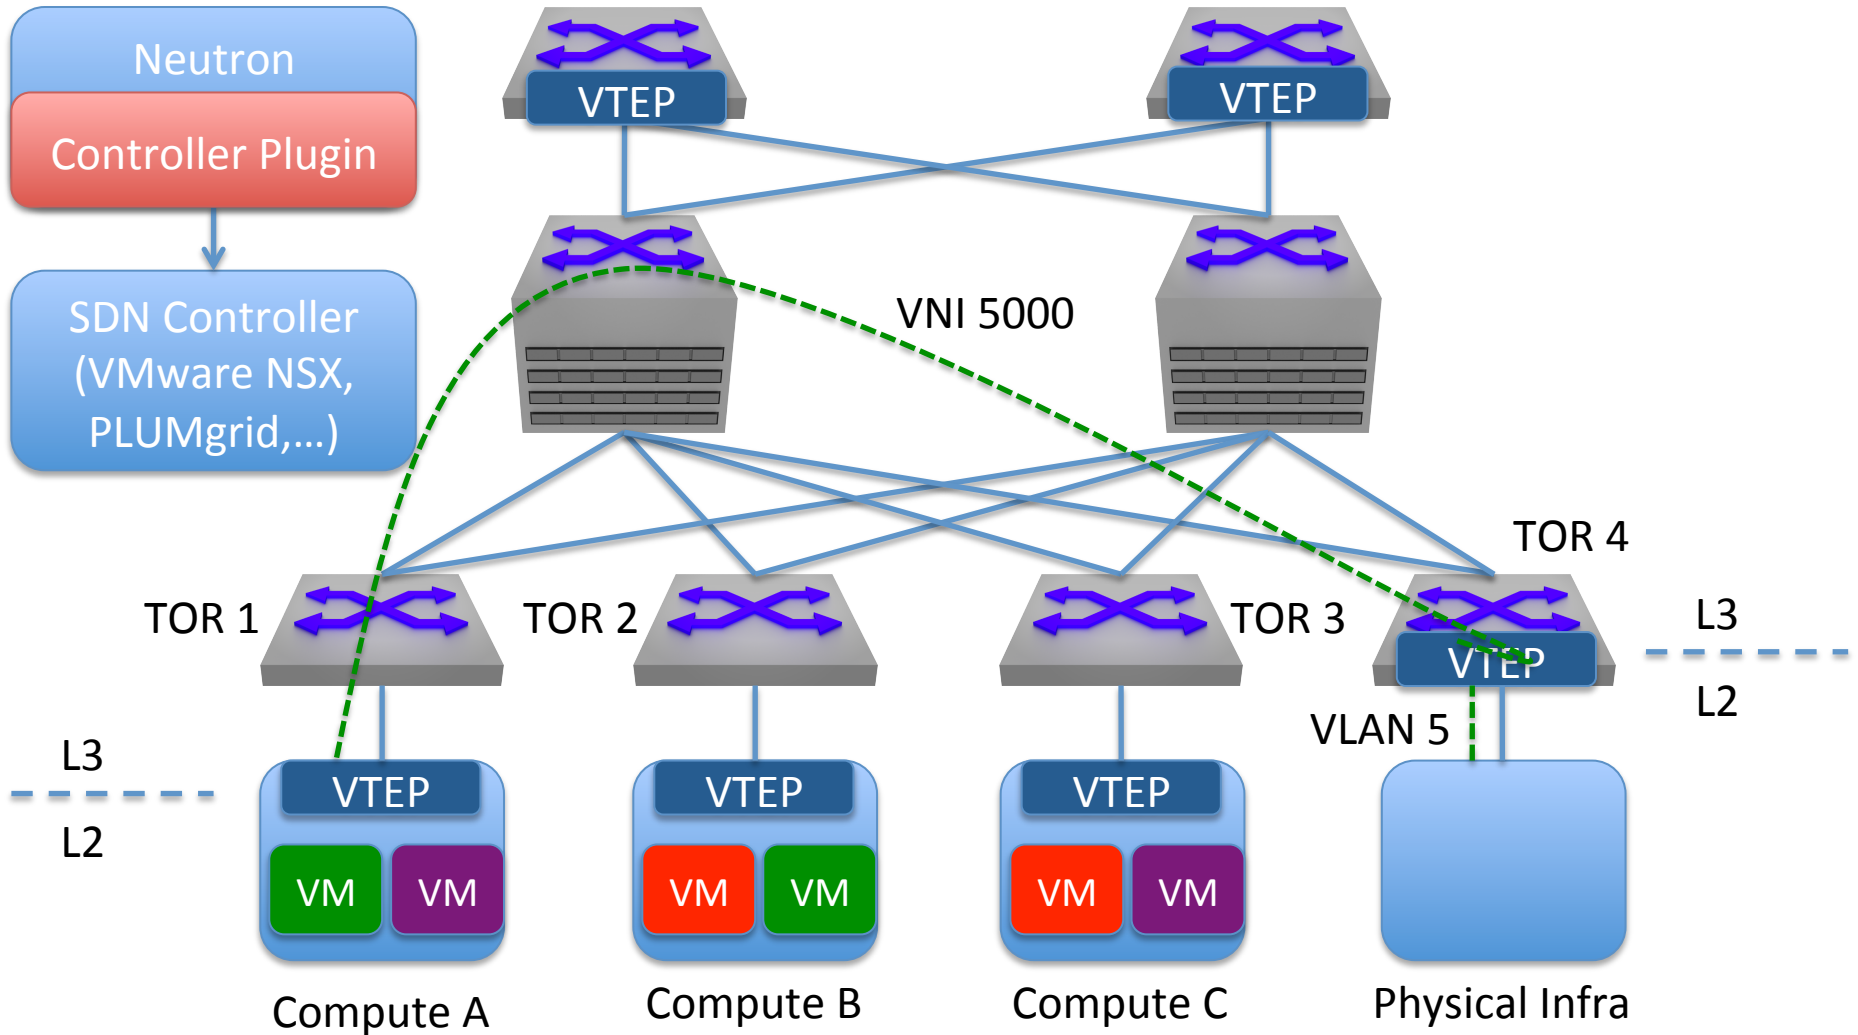 Neutron
Controller Plugin
SDN Controller
(VMware NSX,
PLUMgrid,...)
VTEP
VTEP
VNI 5000
TOR 1
TOR 2
TOR 3
TOR 4
VTEP
L3
L2
VLAN 5
L3
L2
VTEP
VM
VM
Compute A
VTEP
VM
VM
Compute B
VTEP
VM
VM
Compute C
Physical Infra